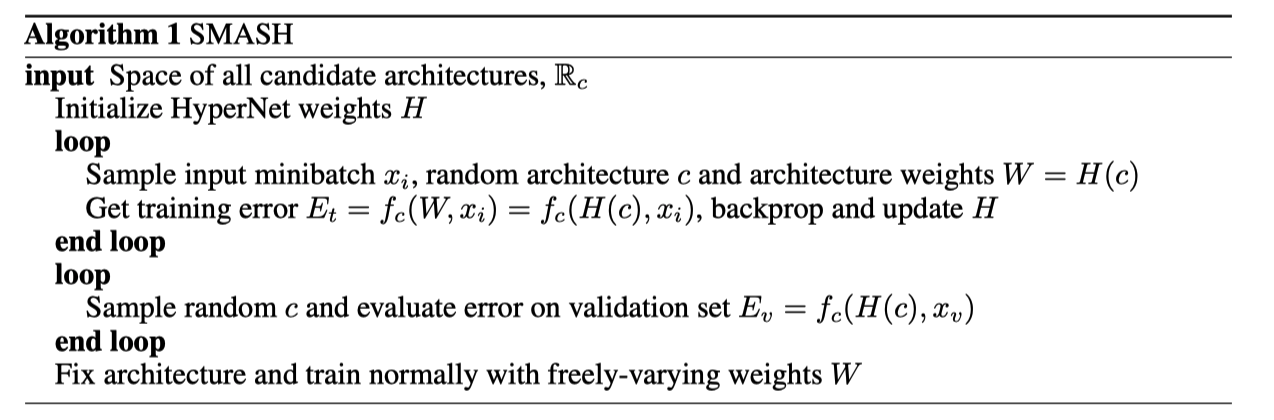 Algorithm 1 SMASH
input Space of all candidate architectures, ℝ_c
Initialize HyperNet weights H
loop
Sample input minibatch x_i, random architecture c and architecture weights W = H(c)
Get training error E_t = f_c(W, x_i) = f_c(H(c), x_i), backprop and update H
end loop
loop
Sample random c and evaluate error on validation set E_v = f_c(H(c), x_v)
end loop
Fix architecture and train normally with freely-varying weights W